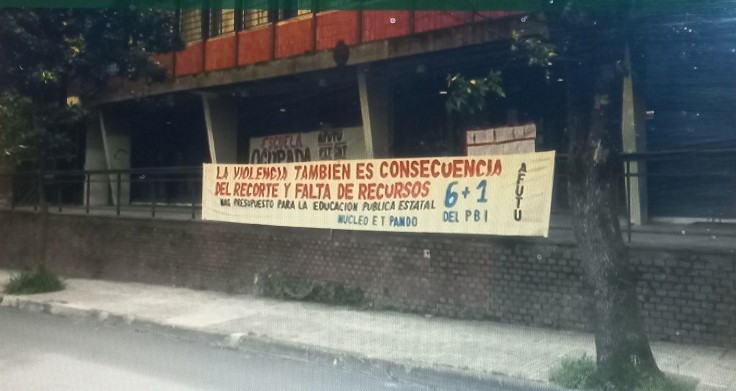 ESCUELA
OCUPADA
AFUTU
LA VIOLENCIA TAMBIEN ES CONSECUENCIA
DEL RECORTE Y FALTA DE RECURSOS
MAS PRESUPUESTO PARA LA EDUCACION PUBLICA ESTATAL
NUCLEO E T PANDO
6+1
DEL PBI
AFUTU